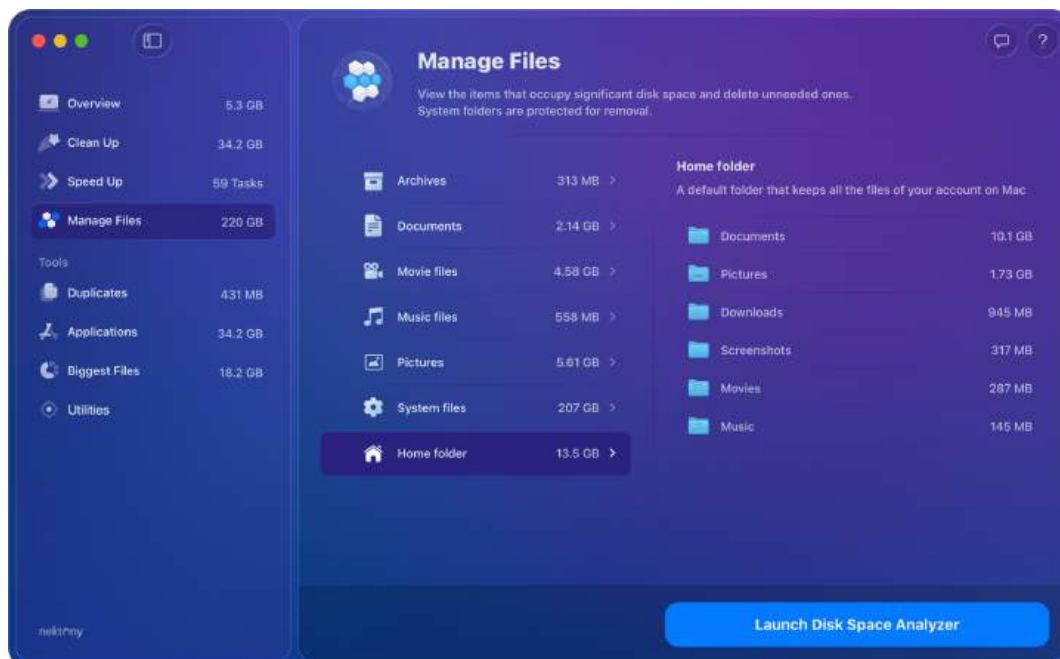 Overview 5.3 GB
Clean Up 34.2 GB
Speed Up 59 Tasks
Manage Files 220 GB
Tools
Duplicates 431 MB
Applications 34.2 GB
Biggest Files 18.2 GB
Utilities
nektony
?
Manage Files
View the items that occupy significant disk space and delete unneeded ones.
System folders are protected for removal.
Archives 313 MB >
Documents 2.14 GB >
Movie files 4.58 GB >
Music files 558 MB >
Pictures 5.61 GB >
System files 207 GB >
Home folder 13.5 GB >
Home folder
A default folder that keeps all the files of your account on Mac
Documents 10.1 GB
Pictures 1.73 GB
Downloads 945 MB
Screenshots 317 MB
Movies 287 MB
Music 145 MB
Launch Disk Space Analyzer